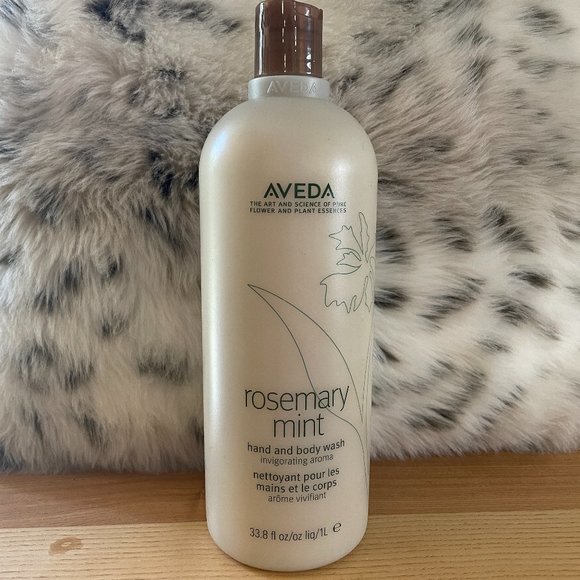 AVEDA
AVEDA
THE ART AND SCIENCE OF PURE
FLOWER AND PLANT ESSENCES
rosemary
mint
hand and body wash
invigorating aroma
nettoyant pour les
mains et le corps
arôme vivifiant
33.8 fl oz/oz liq/1L ℮